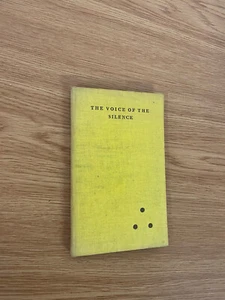 THE VOICE OF THE
SILENCE